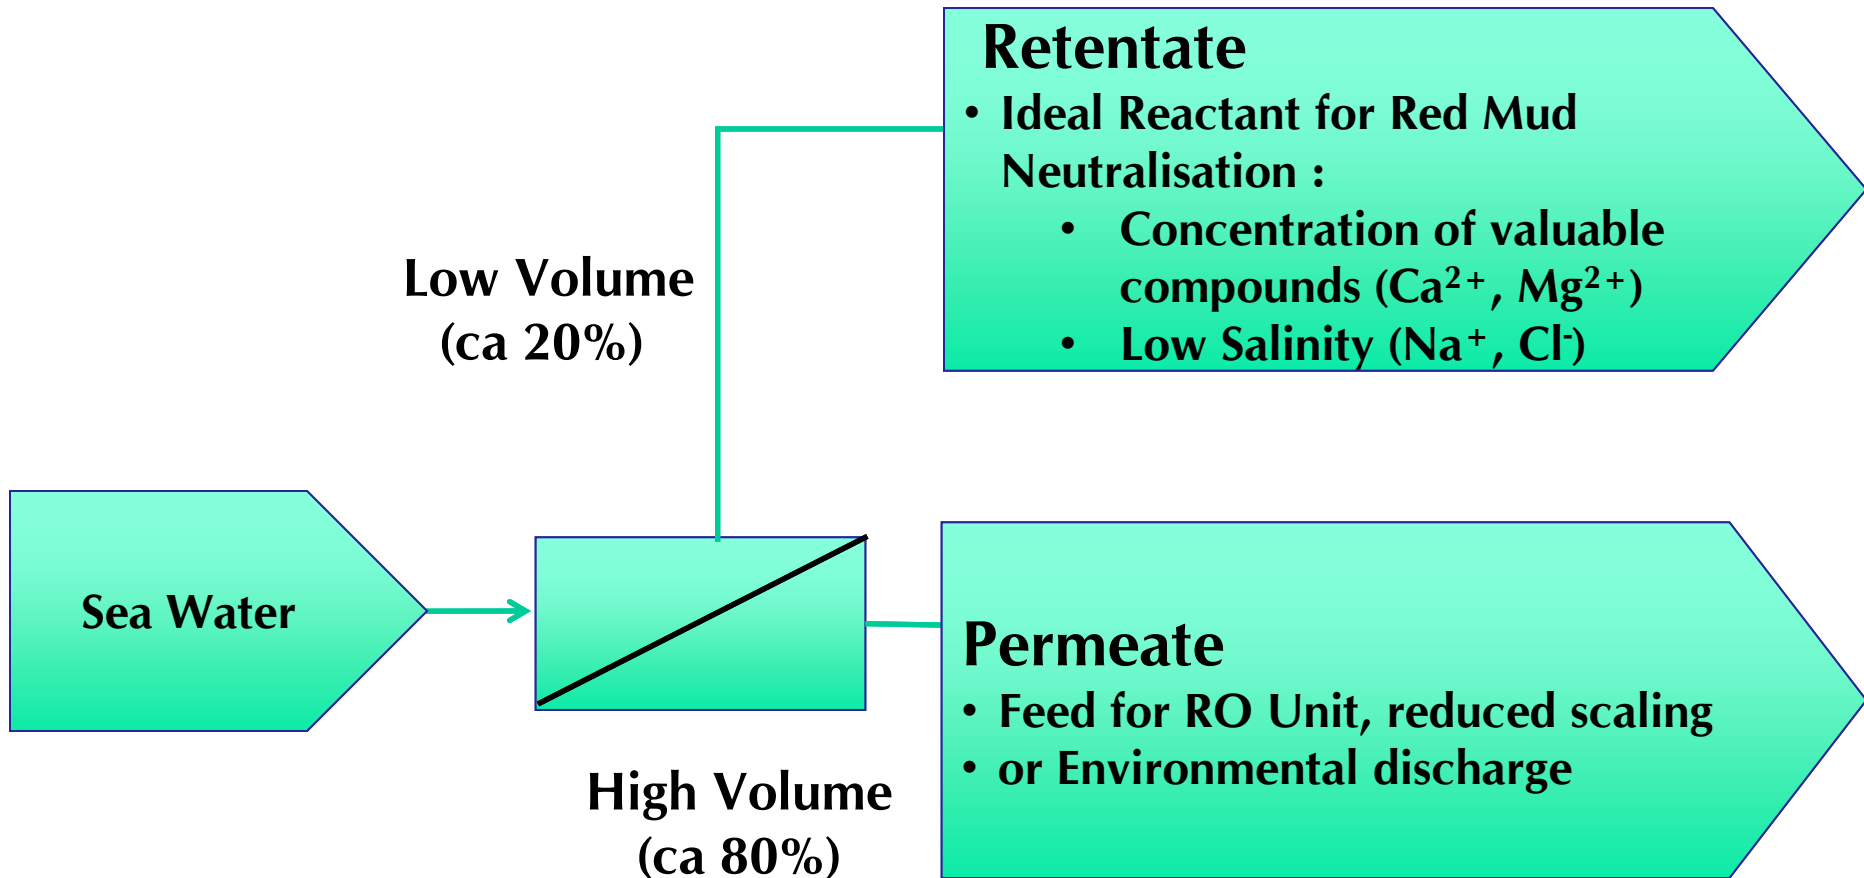 Retentate
• Ideal Reactant for Red Mud
Neutralisation :
• Concentration of valuable
compounds (Ca²⁺, Mg²⁺)
• Low Salinity (Na⁺, Cl⁻)
Low Volume
(ca 20%)
Sea Water
Permeate
• Feed for RO Unit, reduced scaling
• or Environmental discharge
High Volume
(ca 80%)